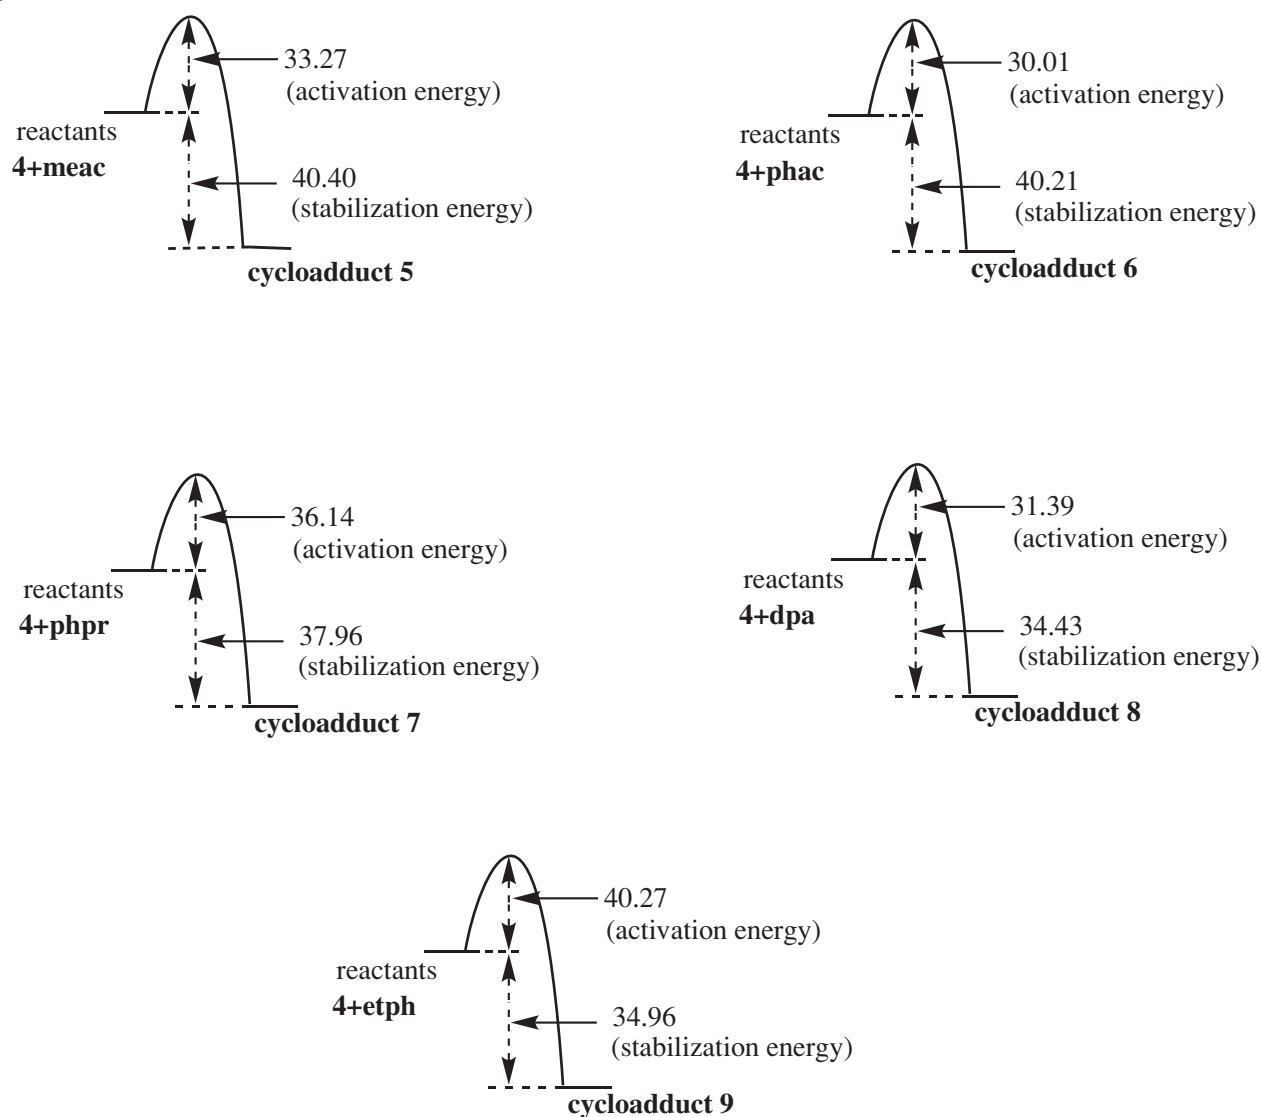 33.27
(activation energy)
reactants
4+meac
40.40
(stabilization energy)
cycloadduct 5
30.01
(activation energy)
reactants
4+phac
40.21
(stabilization energy)
cycloadduct 6
36.14
(activation energy)
reactants
4+phpr
37.96
(stabilization energy)
cycloadduct 7
31.39
(activation energy)
reactants
4+dpa
34.43
(stabilization energy)
cycloadduct 8
40.27
(activation energy)
reactants
4+etph
34.96
(stabilization energy)
cycloadduct 9